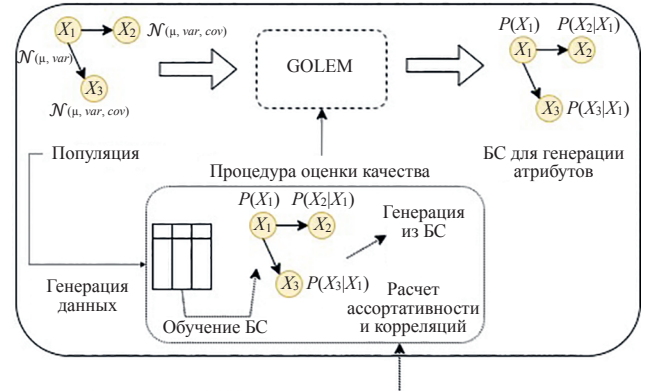 X₁ X₂ 𝒩(μ, var, cov)
𝒩(μ, var)
X₃
𝒩(μ, var, cov)
GOLEM
P(X₁) P(X₂|X₁)
X₁ X₂
X₃ P(X₃|X₁)
Популяция
Процедура оценки качества
БС для генерации
атрибутов
P(X₁) P(X₂|X₁)
X₁ X₂
X₃ P(X₃|X₁)
Генерация
из БС
Генерация
данных
Обучение БС
Расчет
ассортативности
и корреляций